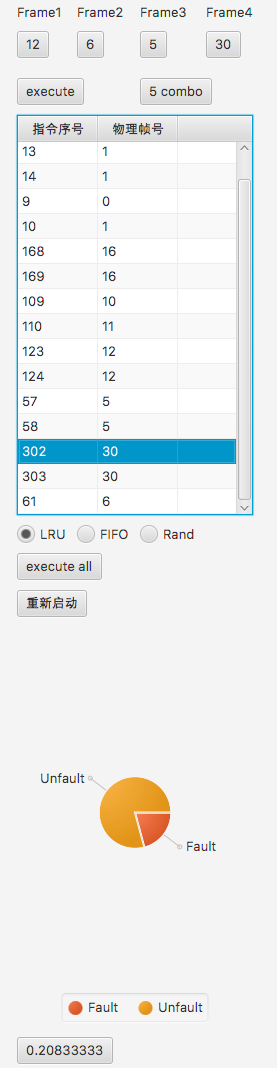 Frame1 Frame2 Frame3 Frame4
12 6 5 30
execute 5 combo
指令序号 物理帧号
13 1
14 1
9 0
10 1
168 16
169 16
109 10
110 11
123 12
124 12
57 5
58 5
302 30
303 30
61 6
LRU FIFO Rand
execute all
重新启动
Unfault
Fault
Fault Unfault
0.20833333